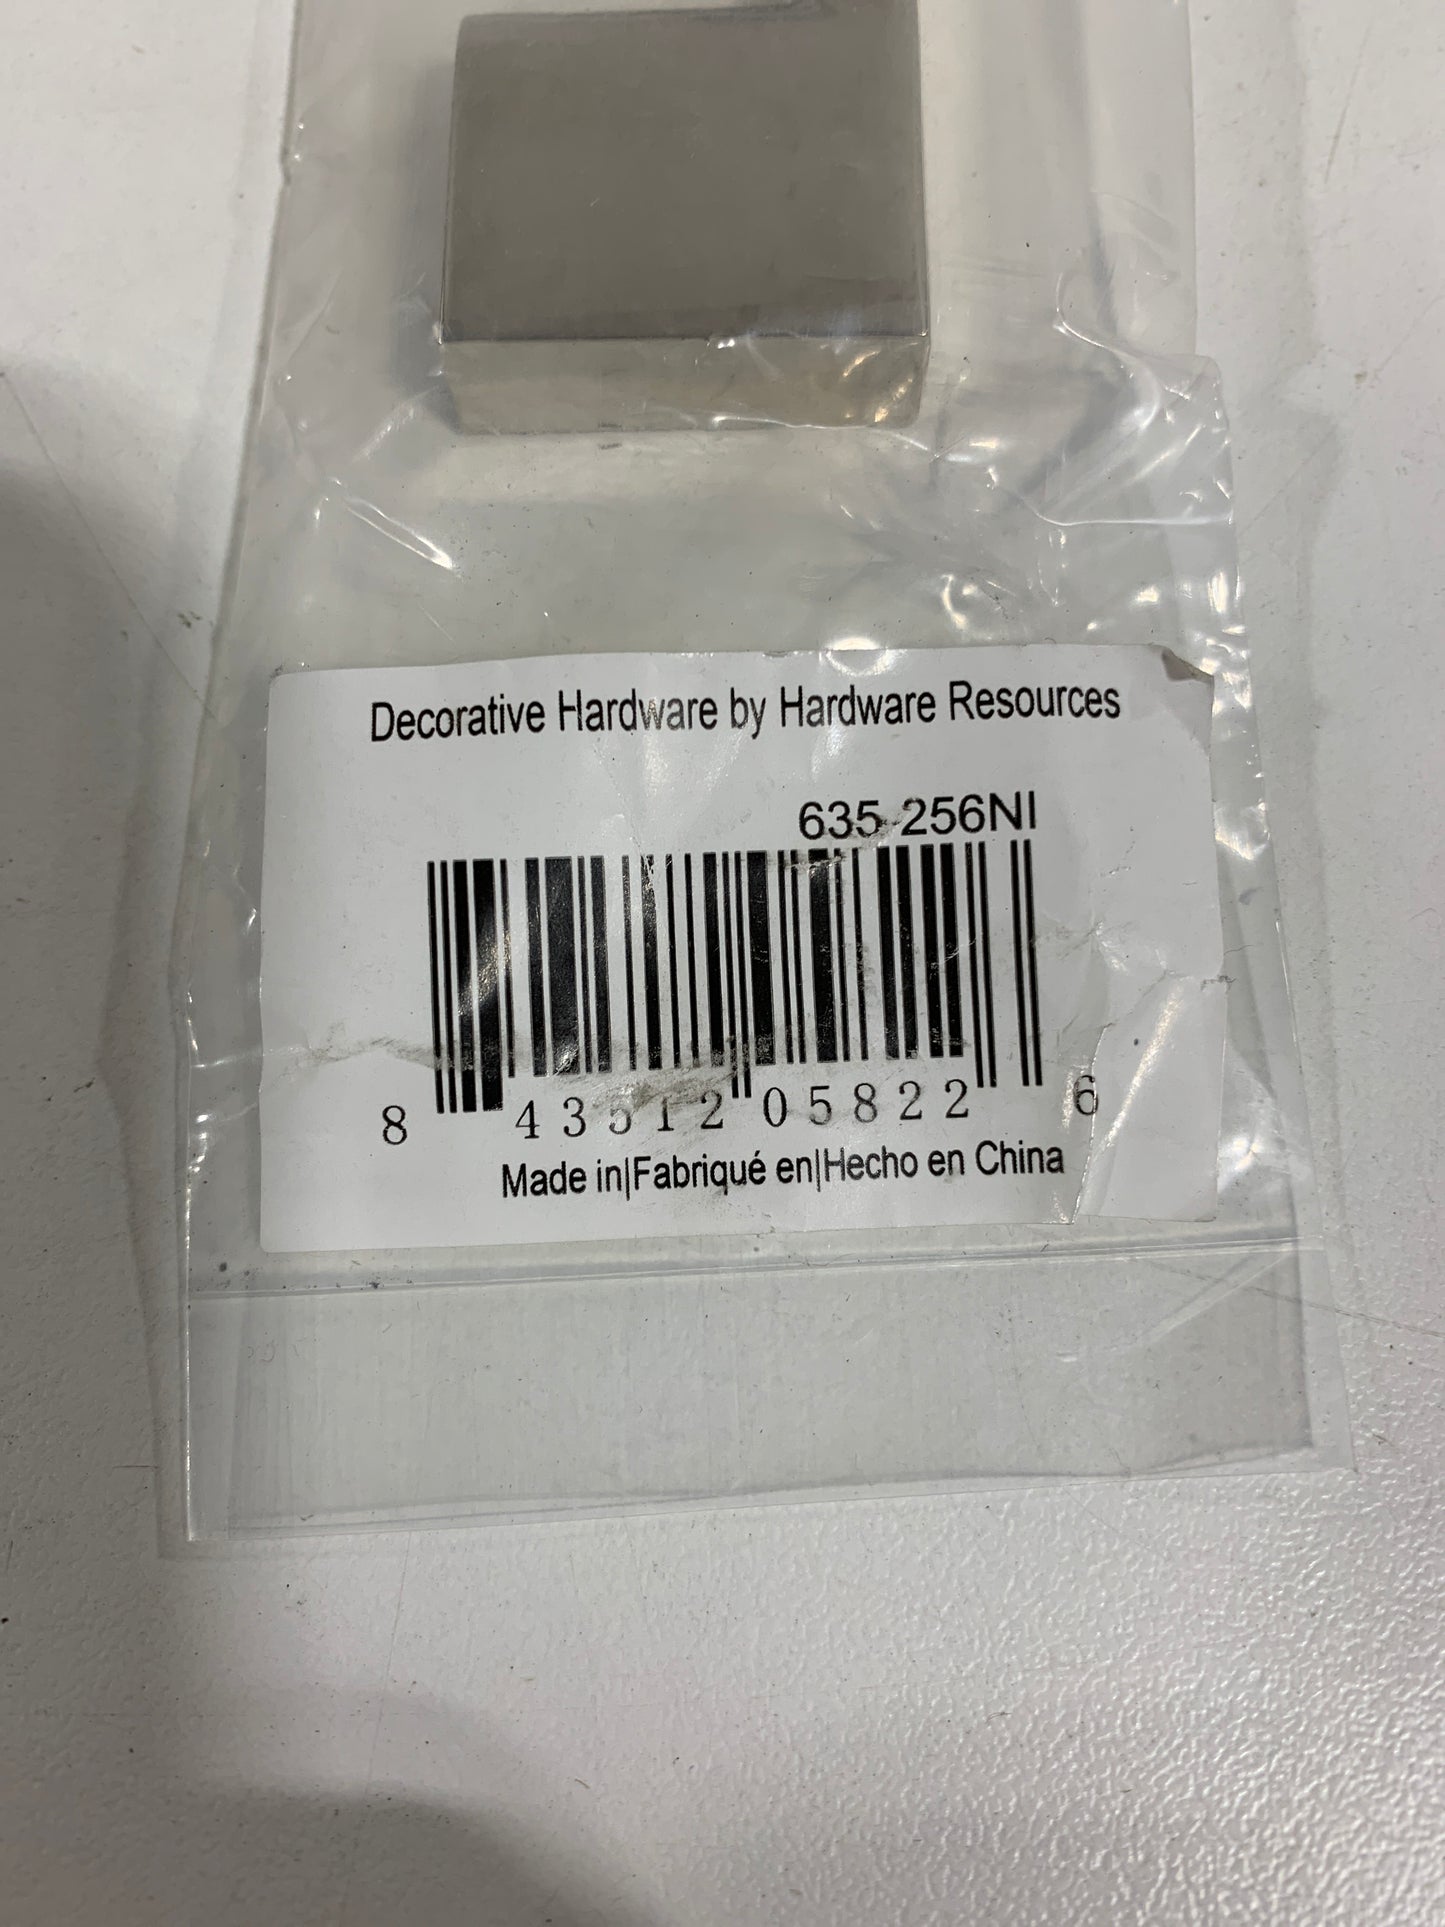 Decorative Hardware by Hardware Resources
635-256NI
8 43512 05822 6
Made in|Fabriqué en|Hecho en China